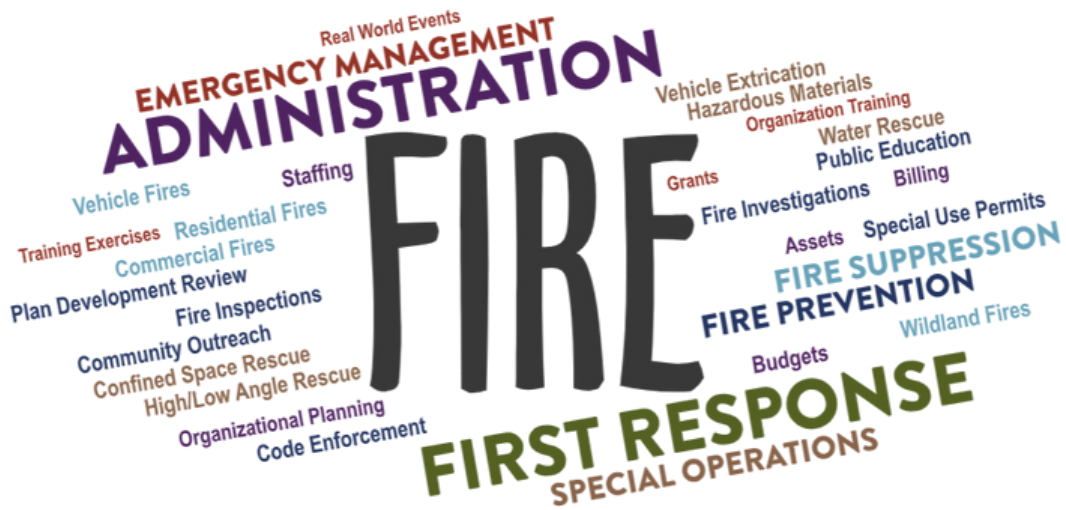 Real World Events
EMERGENCY MANAGEMENT
ADMINISTRATION
FIRE
Staffing
Vehicle Fires
Residential Fires
Training Exercises
Commercial Fires
Plan Development Review
Fire Inspections
Community Outreach
Confined Space Rescue
High/Low Angle Rescue
Organizational Planning
Code Enforcement
Vehicle Extrication
Hazardous Materials
Organization Training
Water Rescue
Public Education
Grants
Billing
Fire Investigations
Special Use Permits
Assets
FIRE SUPPRESSION
FIRE PREVENTION
Wildland Fires
Budgets
FIRST RESPONSE
SPECIAL OPERATIONS